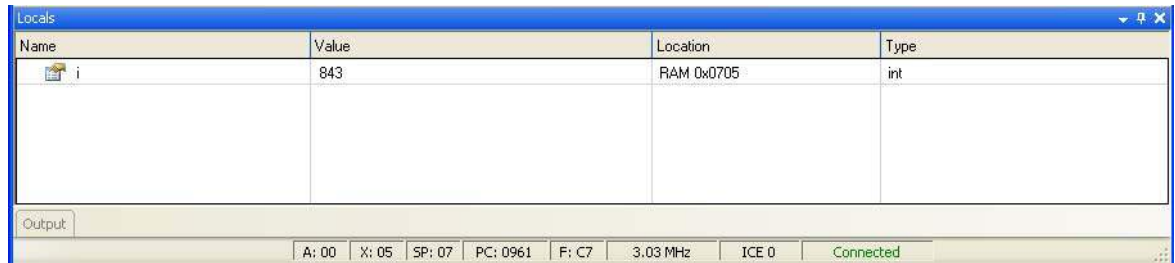 Locals
Name Value Location Type
i 843 RAM 0x0705 int
Output
A: 00 X: 05 SP: 07 PC: 0961 F: C7 3.03 MHz ICE 0 Connected